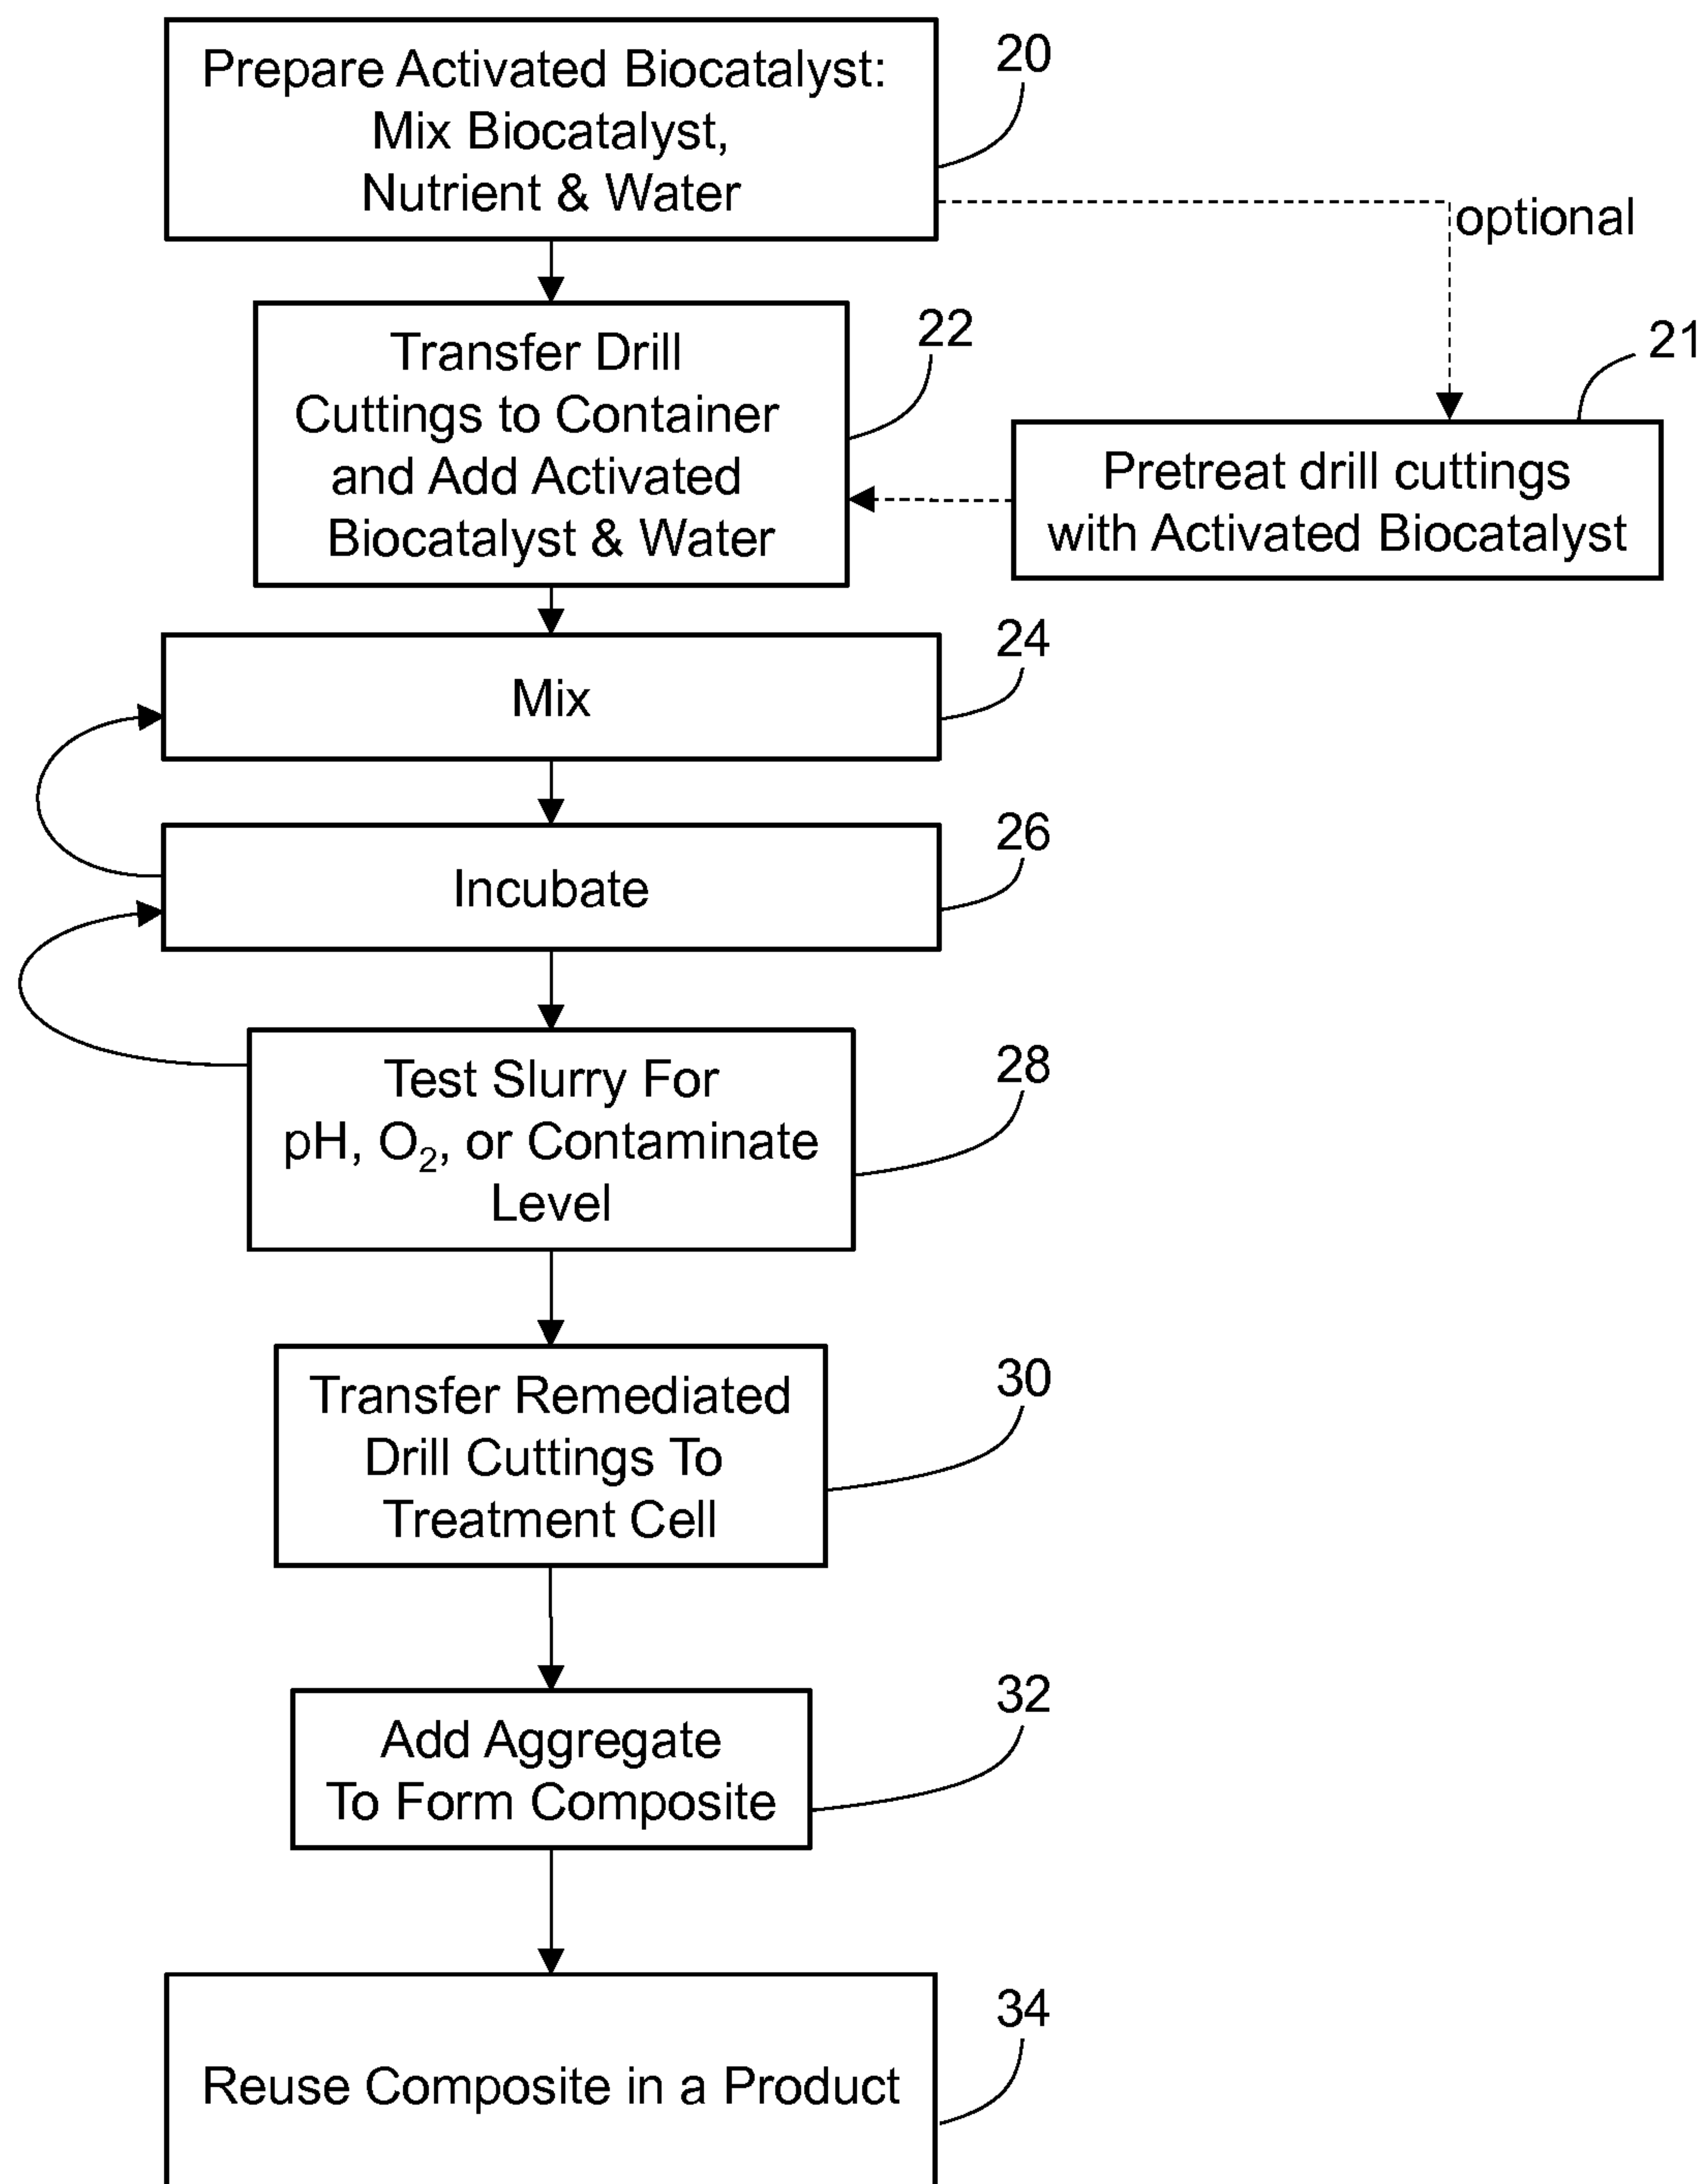 Prepare Activated Biocatalyst:
Mix Biocatalyst,
Nutrient & Water
20
optional
Transfer Drill
Cuttings to Container
and Add Activated
Biocatalyst & Water
22
21
Pretreat drill cuttings
with Activated Biocatalyst
Mix
24
Incubate
26
Test Slurry For
pH, O₂, or Contaminate
Level
28
Transfer Remediated
Drill Cuttings To
Treatment Cell
30
Add Aggregate
To Form Composite
32
Reuse Composite in a Product
34